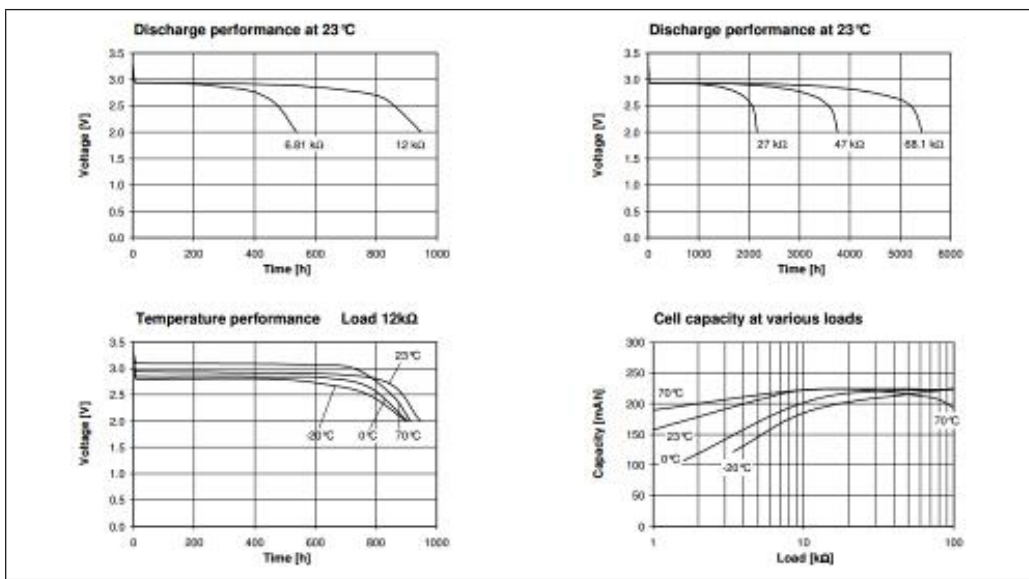 Discharge performance at 23°C
3.5
3.0
2.5
2.0
1.5
1.0
0.5
0.0
Voltage [V]
6.81 kΩ
12 kΩ
0 200 400 600 800 1000
Time [h]
Discharge performance at 23°C
3.5
3.0
2.5
2.0
1.5
1.0
0.5
0.0
Voltage [V]
27 kΩ
47 kΩ
68.1 kΩ
0 1000 2000 3000 4000 5000 6000
Time [h]
Temperature performance Load 12kΩ
3.5
3.0
2.5
2.0
1.5
1.0
0.5
0.0
Voltage [V]
23°C
-20°C
0°C
70°C
0 200 400 600 800 1000
Time [h]
Cell capacity at various loads
300
250
200
150
100
50
0
Capacity [mAh]
70°C
23°C
0°C
-20°C
70°C
1 10 100
Load [kΩ]